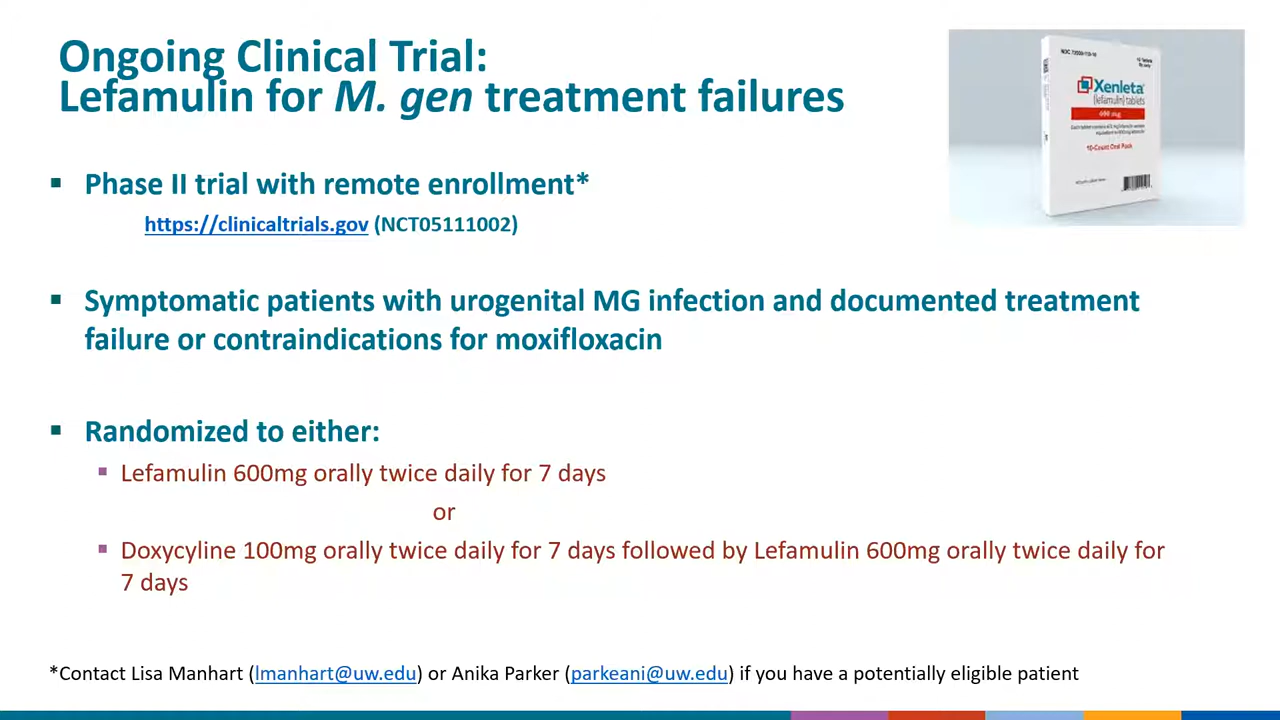 Ongoing Clinical Trial:
Lefamulin for M. gen treatment failures
Xenleta
(lefamulin) tablets
600 mg
10-Count Oral Pack
▪ Phase II trial with remote enrollment*
https://clinicaltrials.gov (NCT05111002)
▪ Symptomatic patients with urogenital MG infection and documented treatment
failure or contraindications for moxifloxacin
▪ Randomized to either:
▪ Lefamulin 600mg orally twice daily for 7 days
or
▪ Doxycyline 100mg orally twice daily for 7 days followed by Lefamulin 600mg orally twice daily for
7 days
*Contact Lisa Manhart (lmanhart@uw.edu) or Anika Parker (parkeani@uw.edu) if you have a potentially eligible patient